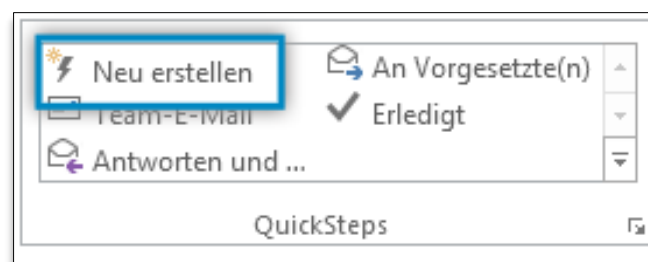 Neu erstellen
An Vorgesetzte(n)
Team-E-Mail
Erledigt
Antworten und ...
QuickSteps